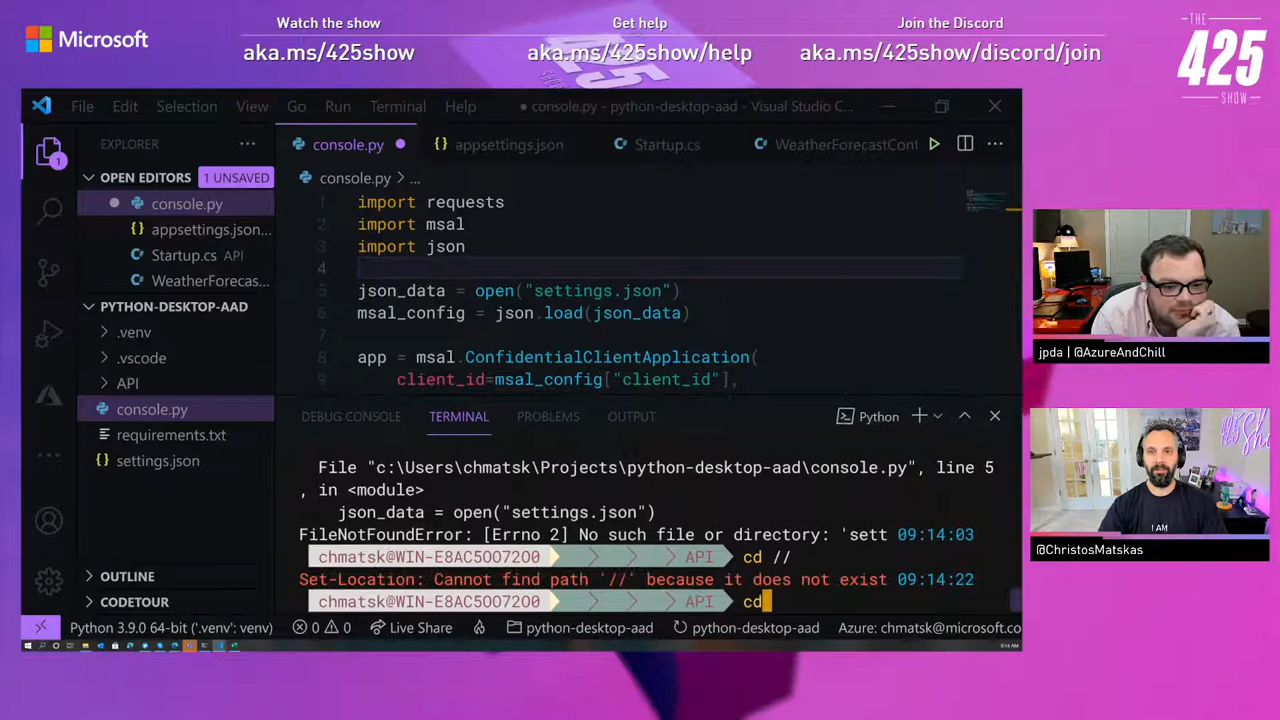 Microsoft
Watch the show
aka.ms/425show
Get help
aka.ms/425show/help
Join the Discord
aka.ms/425show/discord/join
THE
425
SHOW
File Edit Selection View Go Run Terminal Help
● console.py - python-desktop-aad - Visual Studio C...
EXPLORER
OPEN EDITORS 1 UNSAVED
console.py
appsettings.json...
Startup.cs API
WeatherForecas...
PYTHON-DESKTOP-AAD
.venv
.vscode
API
console.py
requirements.txt
settings.json
OUTLINE
CODETOUR
console.py appsettings.json Startup.cs WeatherForecastCont
console.py > ...
1 import requests
2 import msal
3 import json
4
5 json_data = open("settings.json")
6 msal_config = json.load(json_data)
7
8 app = msal.ConfidentialClientApplication(
9 client_id=msal_config["client_id"],
DEBUG CONSOLE TERMINAL PROBLEMS OUTPUT Python
File "c:\Users\chmatsk\Projects\python-desktop-aad\console.py", line 5
, in <module>
json_data = open("settings.json")
FileNotFoundError: [Errno 2] No such file or directory: 'sett 09:14:03
chmatsk@WIN-E8AC5OO72OO API cd //
Set-Location: Cannot find path '//' because it does not exist 09:14:22
chmatsk@WIN-E8AC5OO72OO API cd
Python 3.9.0 64-bit ('.venv': venv) 0 0 Live Share python-desktop-aad python-desktop-aad Azure: chmatsk@microsoft.co
1
jpda | @AzureAndChill
I AM
@ChristosMatskas